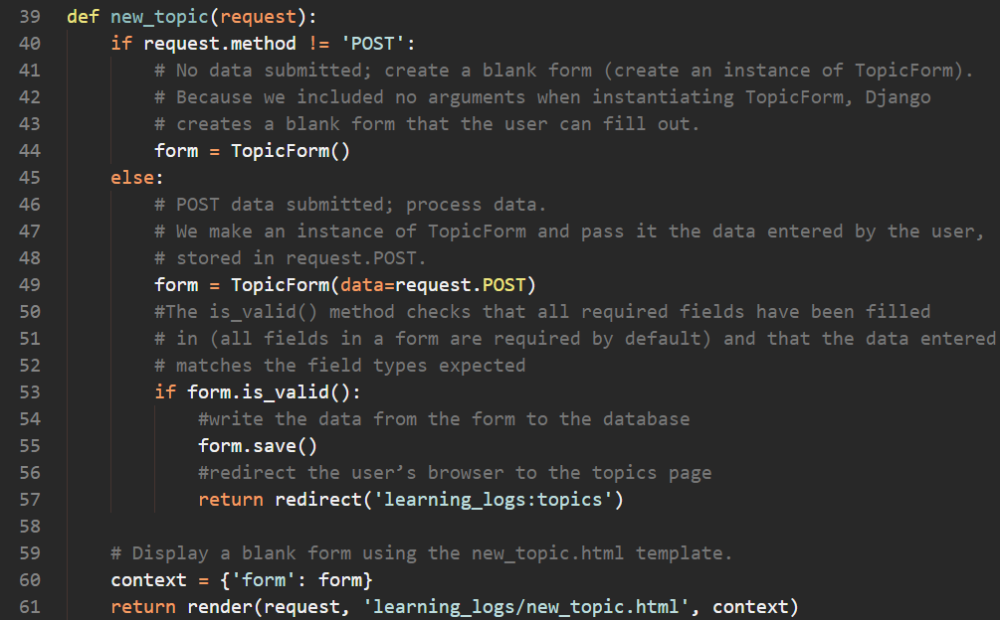 39 def new_topic(request):
40     if request.method != 'POST':
41         # No data submitted; create a blank form (create an instance of TopicForm).
42         # Because we included no arguments when instantiating TopicForm, Django
43         # creates a blank form that the user can fill out.
44         form = TopicForm()
45     else:
46         # POST data submitted; process data.
47         # We make an instance of TopicForm and pass it the data entered by the user,
48         # stored in request.POST.
49         form = TopicForm(data=request.POST)
50         #The is_valid() method checks that all required fields have been filled
51         # in (all fields in a form are required by default) and that the data entered
52         # matches the field types expected
53         if form.is_valid():
54             #write the data from the form to the database
55             form.save()
56             #redirect the user’s browser to the topics page
57             return redirect('learning_logs:topics')
58
59     # Display a blank form using the new_topic.html template.
60     context = {'form': form}
61     return render(request, 'learning_logs/new_topic.html', context)